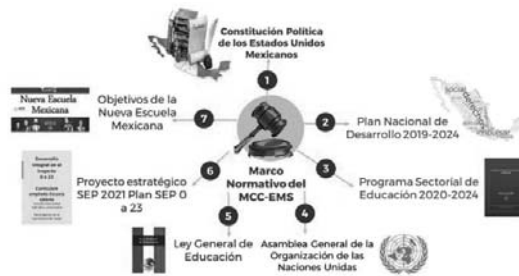 Constitución Política
de los Estados Unidos
Mexicanos
1
Nueva Escuela
Mexicana
Objetivos de la
Nueva Escuela
Mexicana
7
2
Plan Nacional de
Desarrollo 2019-2024
6
3
Marco
Normativo del
MCC-EMS
Proyecto estratégico
SEP 2021 Plan SEP 0
a 23
Programa Sectorial de
Educación 2020-2024
5
4
Ley General de
Educación
Asamblea General de la
Organización de las
Naciones Unidas